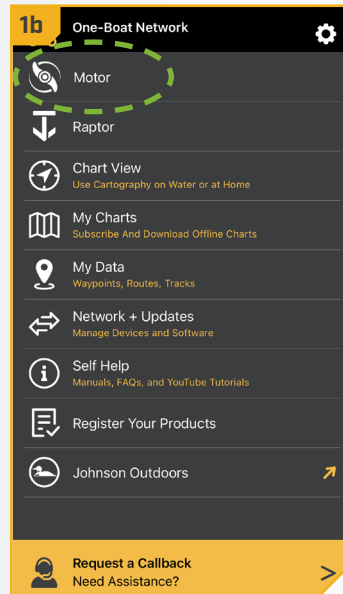 1b
One-Boat Network
Motor
Raptor
Chart View
Use Cartography on Water or at Home
My Charts
Subscribe And Download Offline Charts
My Data
Waypoints, Routes, Tracks
Network + Updates
Manage Devices and Software
Self Help
Manuals, FAQs, and YouTube Tutorials
Register Your Products
Johnson Outdoors
Request a Callback
Need Assistance?